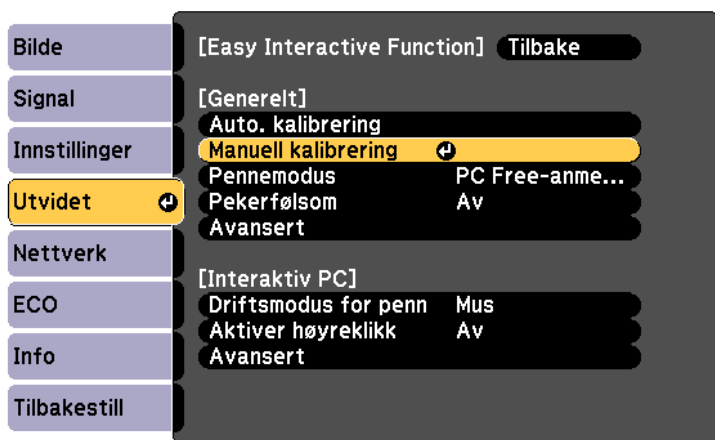 Bilde
Signal
Innstillinger
Utvidet
Nettverk
ECO
Info
Tilbakestill
[Easy Interactive Function] Tilbake
[Generelt]
Auto. kalibrering
Manuell kalibrering
Pennemodus PC Free-anme...
Pekerfølsom Av
Avansert
[Interaktiv PC]
Driftsmodus for penn Mus
Aktiver høyreklikk Av
Avansert